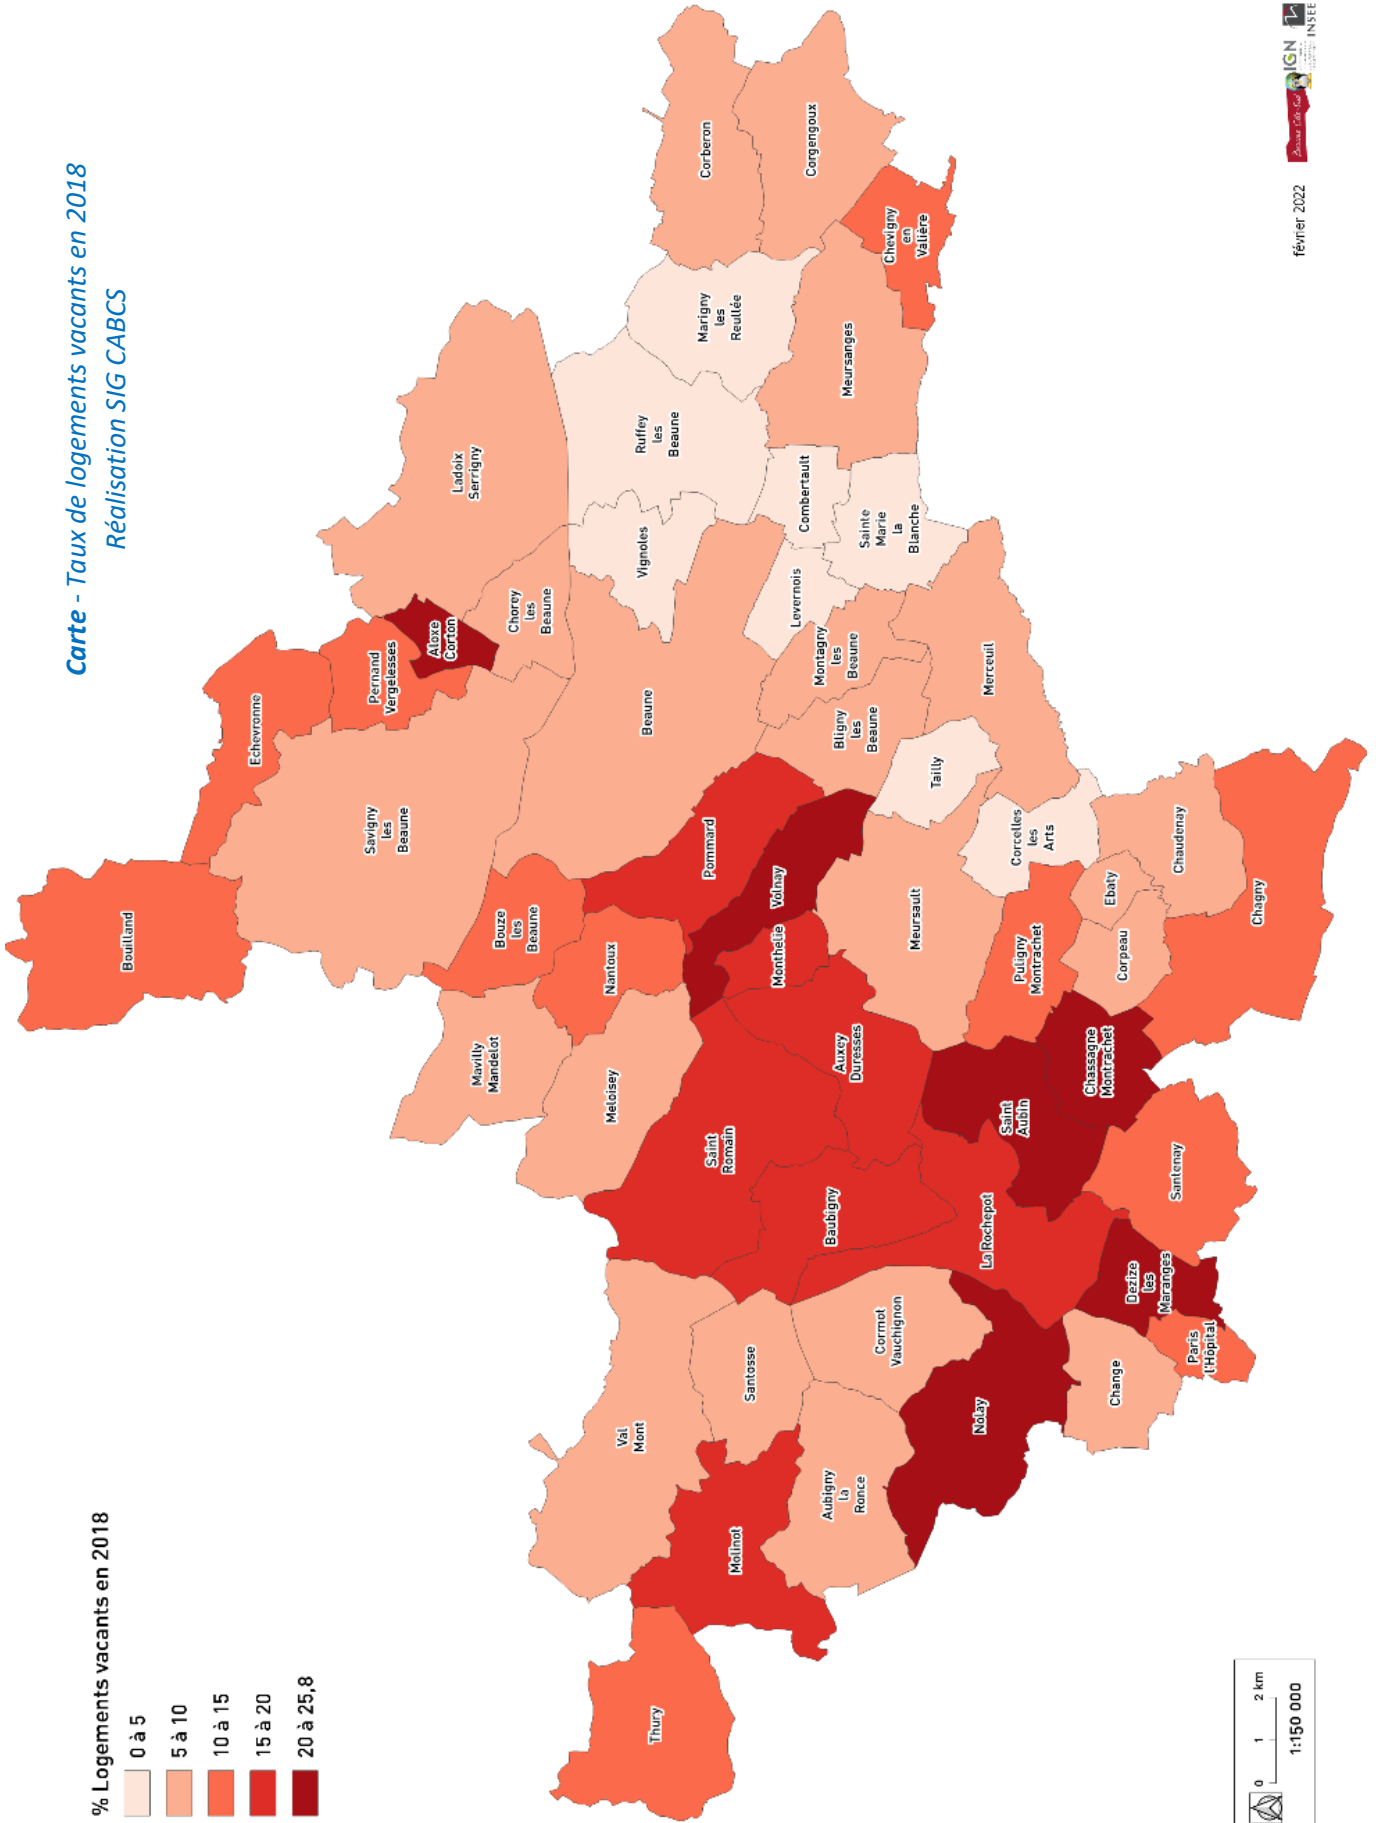 Carte - Taux de logements vacants en 2018
Réalisation SIG CABCS
% Logements vacants en 2018
0 à 5
5 à 10
10 à 15
15 à 20
20 à 25,8
Bouilland
Echevronne
Pernand
Vergelesses
Aloxe
Corton
Ladoix
Serrigny
Savigny
les
Beaune
Chorey
les
Beaune
Bouze
les
Beaune
Mavilly
Mandelot
Nantoux
Meloisey
Beaune
Vignoles
Ruffey
les
Beaune
Marigny
les
Reullée
Corberon
Corgengoux
Chevigny
en
Valière
Meursanges
Combertault
Sainte
Marie
la
Blanche
Levernois
Montagny
les
Beaune
Bligny
les
Beaune
Merceuil
Tailly
Pommard
Volnay
Monthelie
Meursault
Corcelles
les
Arts
Ebaty
Chaudenay
Corpeau
Chagny
Puligny
Montrachet
Chassagne
Montrachet
Saint
Aubin
Auxey
Duresses
Saint
Romain
Baubigny
La Rochepot
Santenay
Dezize
les
Maranges
Paris
l'Hôpital
Change
Nolay
Cormot
Vauchignon
Santosse
Val
Mont
Aubigny
la
Ronce
Molinot
Thury
0 1 2 km
1:150 000
février 2022
Beaune Côte & Sud
IGN
INSEE